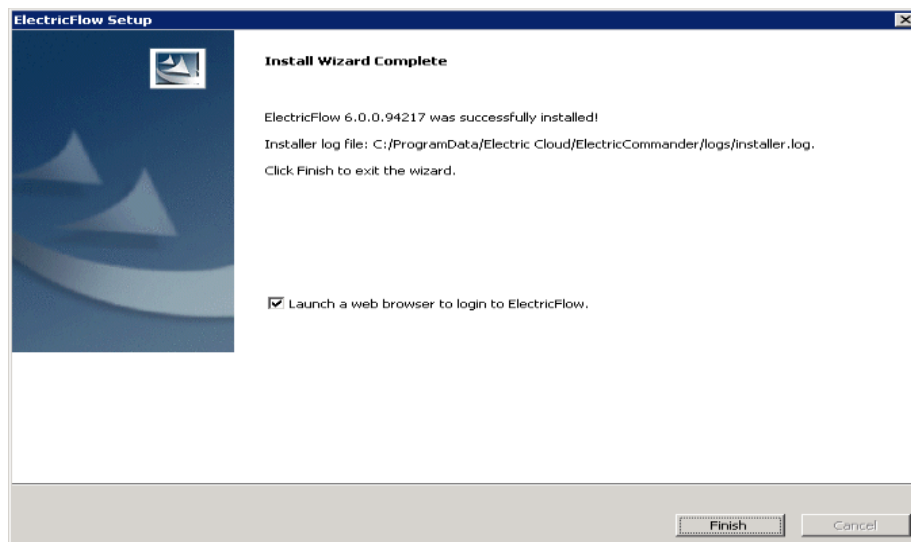 ElectricFlow Setup
Install Wizard Complete
ElectricFlow 6.0.0.94217 was successfully installed!
Installer log file: C:/ProgramData/Electric Cloud/ElectricCommander/logs/installer.log.
Click Finish to exit the wizard.
Launch a web browser to login to ElectricFlow.
Finish
Cancel